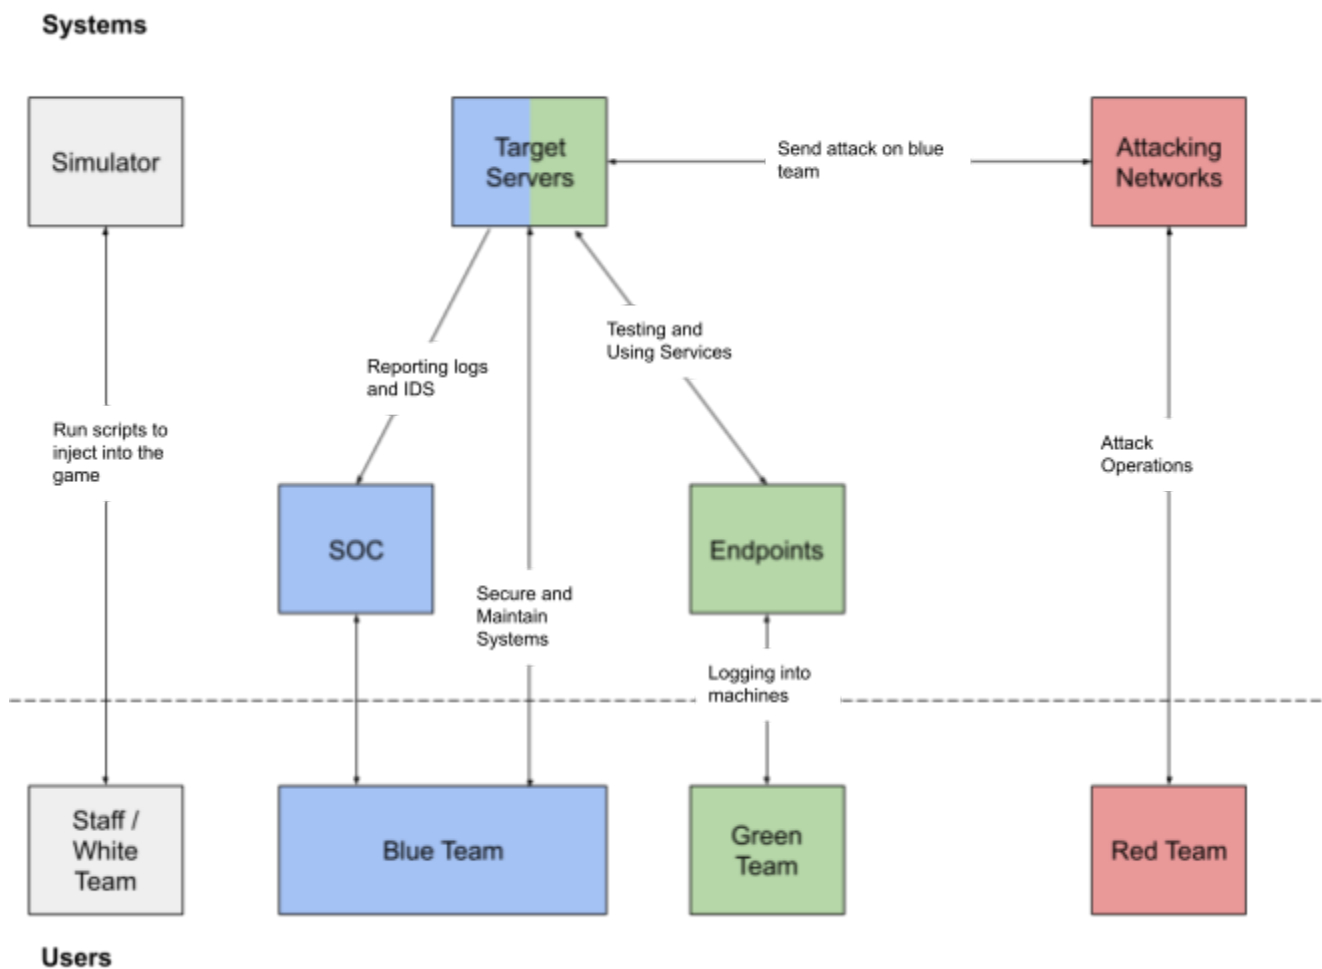 Systems
Simulator
Target
Servers
Send attack on blue
team
Attacking
Networks
Testing and
Using Services
Reporting logs
and IDS
Run scripts to
inject into the
game
Attack
Operations
SOC
Endpoints
Secure and
Maintain
Systems
Logging into
machines
Staff /
White
Team
Blue Team
Green
Team
Red Team
Users